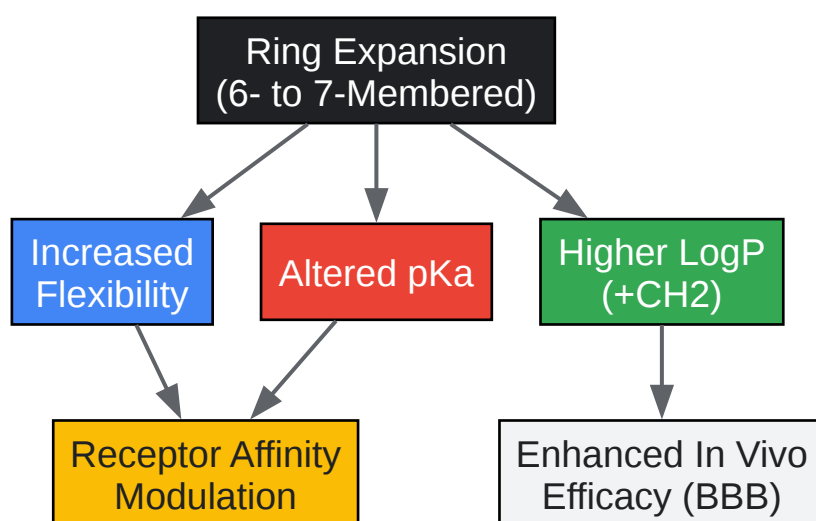 Ring Expansion
(6- to 7-Membered)
Increased
Flexibility
Altered pKa
Higher LogP
(+CH2)
Receptor Affinity
Modulation
Enhanced In Vivo
Efficacy (BBB)